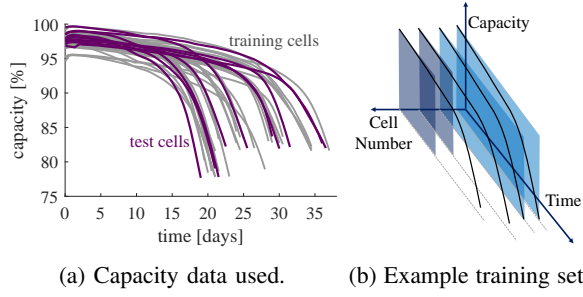 100
95
90
85
80
75
capacity [%]
training cells
test cells
0
5
10
15
20
25
30
35
time [days]
(a) Capacity data used.
Capacity
Cell
Number
Time
(b) Example training set